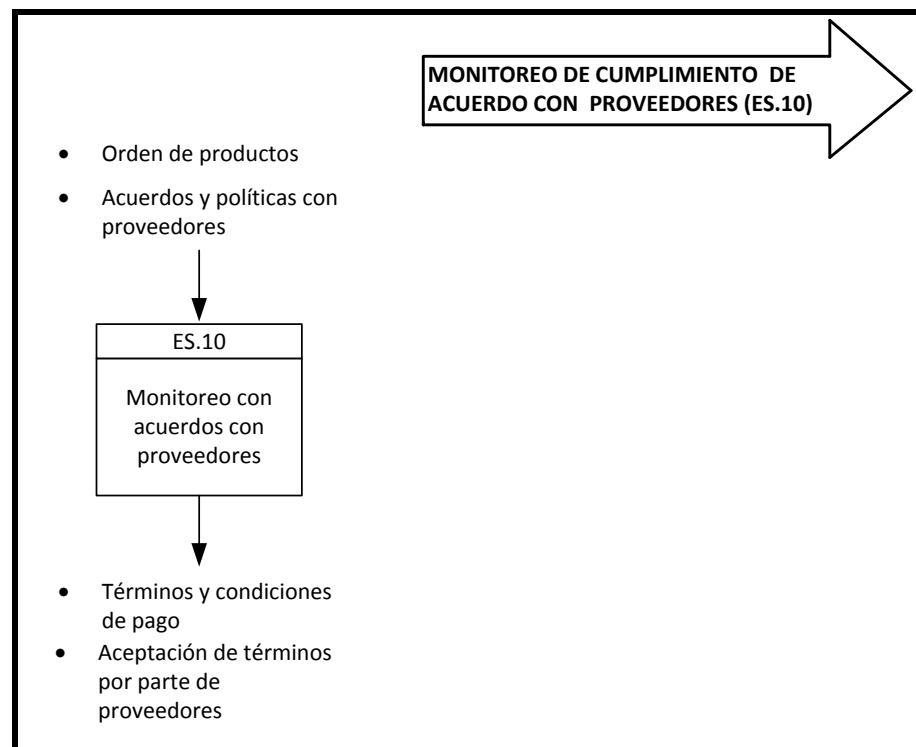 MONITOREO DE CUMPLIMIENTO DE
ACUERDO CON PROVEEDORES (ES.10)
• Orden de productos
• Acuerdos y políticas con
proveedores
ES.10
Monitoreo con
acuerdos con
proveedores
• Términos y condiciones
de pago
• Aceptación de términos
por parte de
proveedores